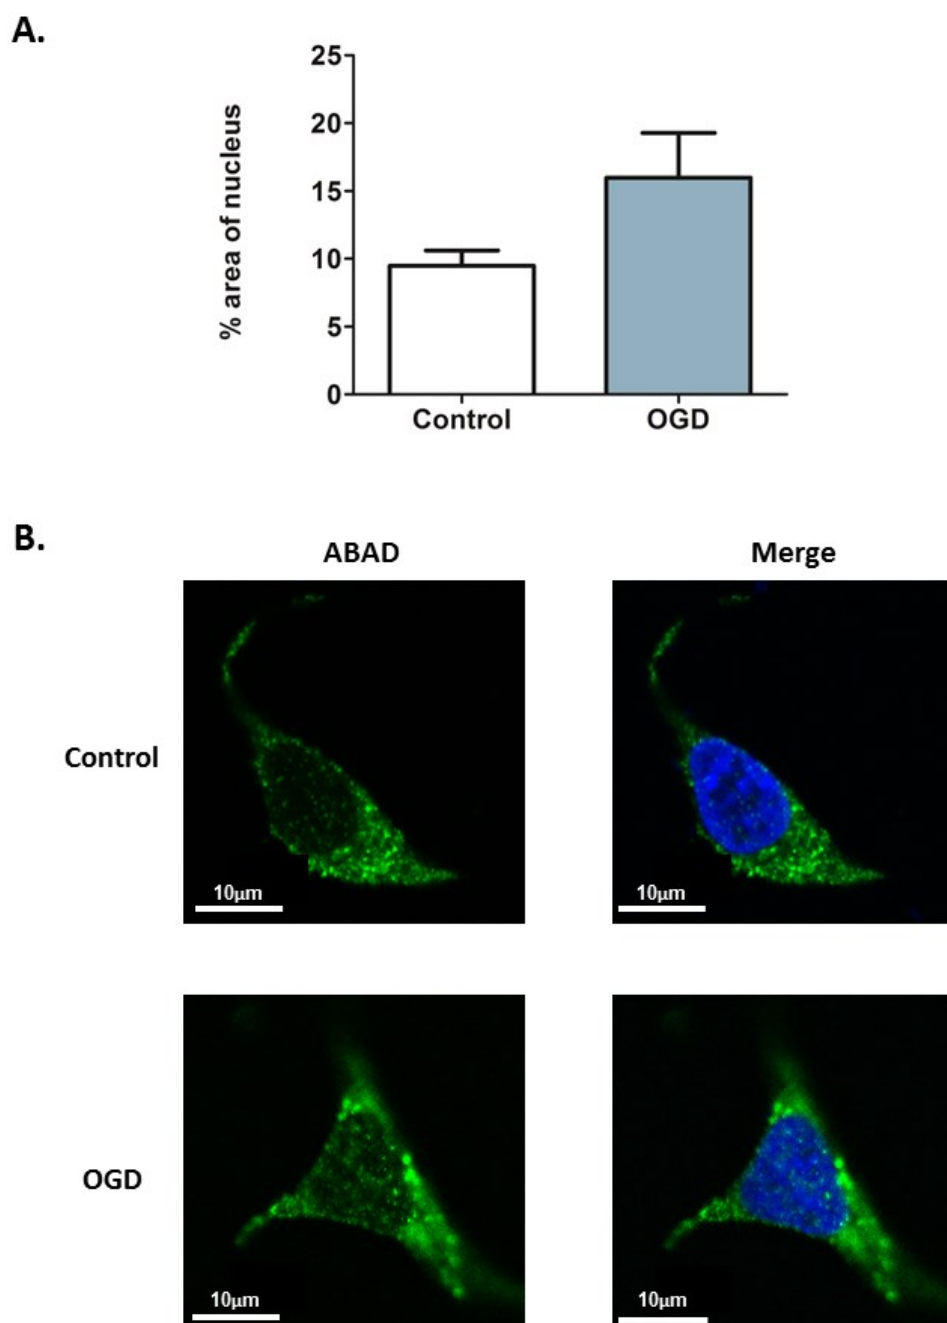 A.
% area of nucleus
25
20
15
10
5
0
Control OGD
B.
ABAD Merge
Control
10µm 10µm
OGD
10µm 10µm